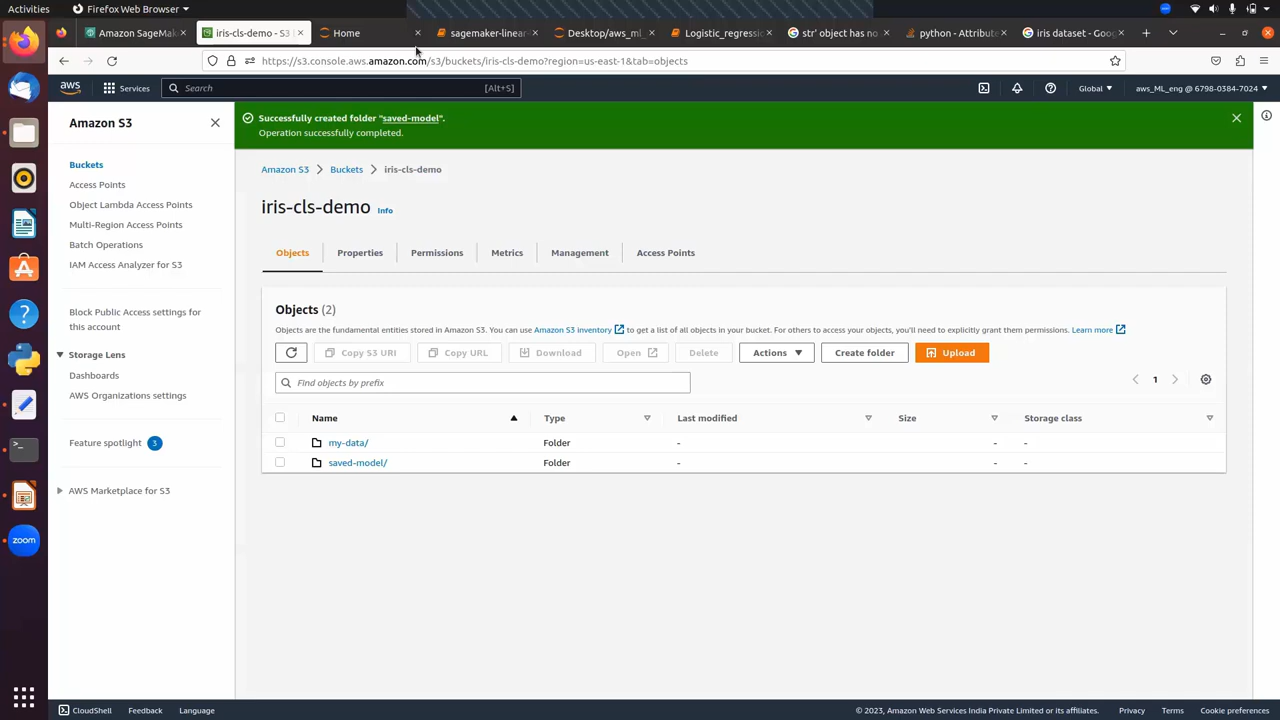 Activities
Firefox Web Browser
Amazon SageMak
iris-cls-demo - S3
Home
sagemaker-linear
Desktop/aws_ml_
Logistic_regressio
str' object has no
python - Attribute
iris dataset - Goog
https://s3.console.aws.amazon.com/s3/buckets/iris-cls-demo?region=us-east-1&tab=objects
aws
Services
Search
[Alt+S]
Global
aws_ML_eng @ 6798-0384-7024
Amazon S3
Successfully created folder "saved-model".
Operation successfully completed.
Buckets
Access Points
Object Lambda Access Points
Multi-Region Access Points
Batch Operations
IAM Access Analyzer for S3
Block Public Access settings for
this account
Storage Lens
Dashboards
AWS Organizations settings
Feature spotlight 3
AWS Marketplace for S3
Amazon S3 Buckets iris-cls-demo
iris-cls-demo Info
Objects
Properties
Permissions
Metrics
Management
Access Points
Objects (2)
Objects are the fundamental entities stored in Amazon S3. You can use Amazon S3 inventory to get a list of all objects in your bucket. For others to access your objects, you'll need to explicitly grant them permissions. Learn more
Copy S3 URI
Copy URL
Download
Open
Delete
Actions
Create folder
Upload
Find objects by prefix
1
Name Type Last modified Size Storage class
my-data/ Folder - - -
saved-model/ Folder - - -
zoom
CloudShell
Feedback
Language
© 2023, Amazon Web Services India Private Limited or its affiliates.
Privacy
Terms
Cookie preferences